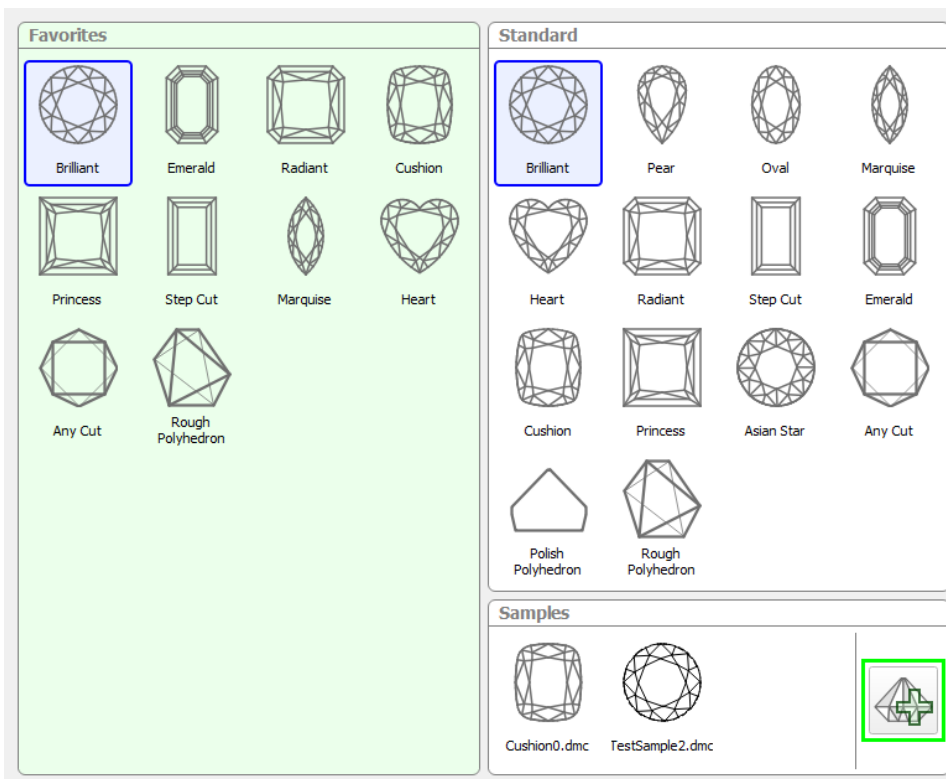 Favorites
Brilliant
Emerald
Radiant
Cushion
Princess
Step Cut
Marquise
Heart
Any Cut
Rough
Polyhedron
Standard
Brilliant
Pear
Oval
Marquise
Heart
Radiant
Step Cut
Emerald
Cushion
Princess
Asian Star
Any Cut
Polish
Polyhedron
Rough
Polyhedron
Samples
Cushion0.dmc
TestSample2.dmc